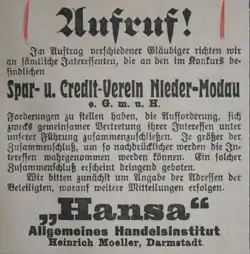 Aufruf!
Im Auftrag verschiedener Gläubiger richten wir
an sämtliche Interessenten, die an den im Konkurs be-
findlichen
Spar- u. Credit-Verein Nieder-Modau
e. G. m. u. H.
Forderungen zu stellen haben, die Aufforderung, sich
zwecks gemeinsamer Vertretung ihrer Interessen unter
unserer Führung zusammenzuschließen. Je größer der
Zusammenschluß, um so nachdrücklicher werden die In-
teressen wahrgenommen werden können. Ein solcher
Zusammenschluß erscheint dringend geboten.
Wir bitten zunächst um Angabe der Adressen der
Beteiligten, worauf weitere Mitteilungen erfolgen.
„Hansa“
Allgemeines Handelsinstitut
Heinrich Moeller, Darmstadt.